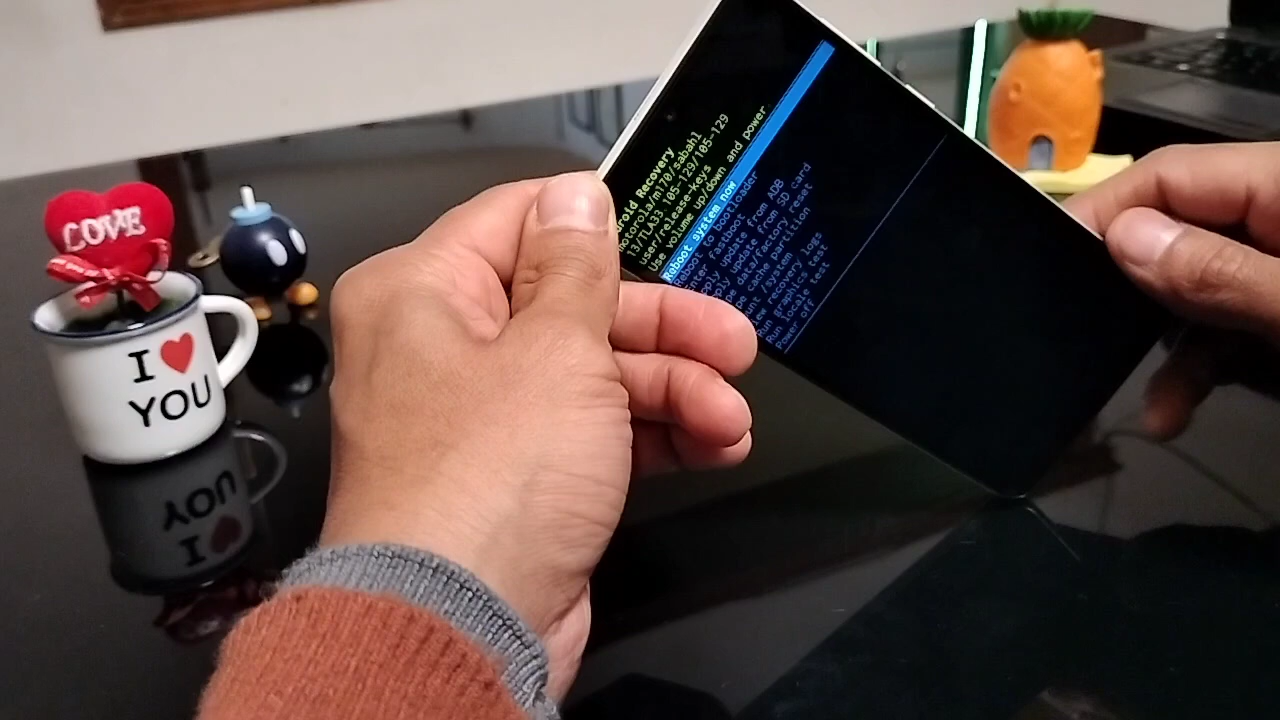 LOVE
I
YOU
Android Recovery
motorola/m170/sabahl
13/TLA33.105-129/105-129
user/release-keys
Use volume up/down and power
Reboot system now
Reboot to bootloader
Enter fastboot
Apply update from ADB
Apply update from SD card
Wipe data/factory reset
Wipe cache partition
Mount /system
View recovery logs
Run graphics test
Run locale test
Power off